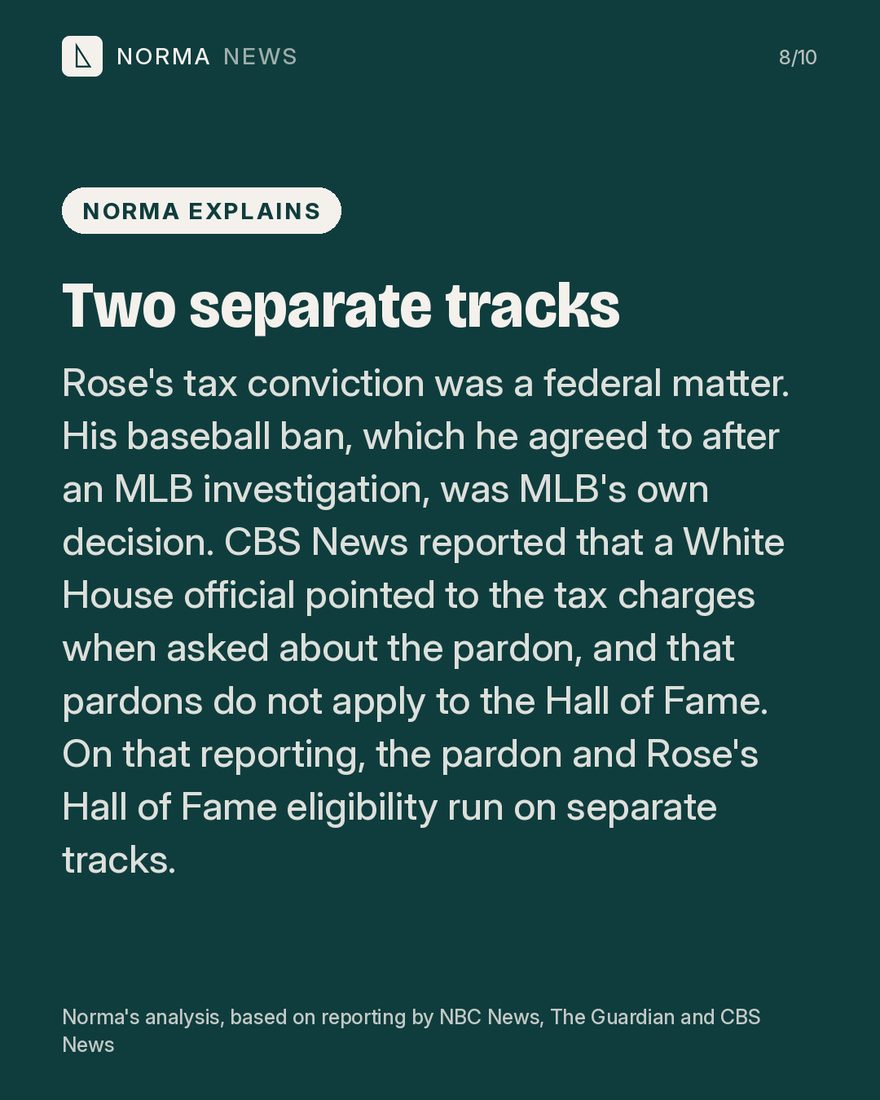 NORMA NEWS
8/10
NORMA EXPLAINS
Two separate tracks
Rose's tax conviction was a federal matter.
His baseball ban, which he agreed to after
an MLB investigation, was MLB's own
decision. CBS News reported that a White
House official pointed to the tax charges
when asked about the pardon, and that
pardons do not apply to the Hall of Fame.
On that reporting, the pardon and Rose's
Hall of Fame eligibility run on separate
tracks.
Norma's analysis, based on reporting by NBC News, The Guardian and CBS
News